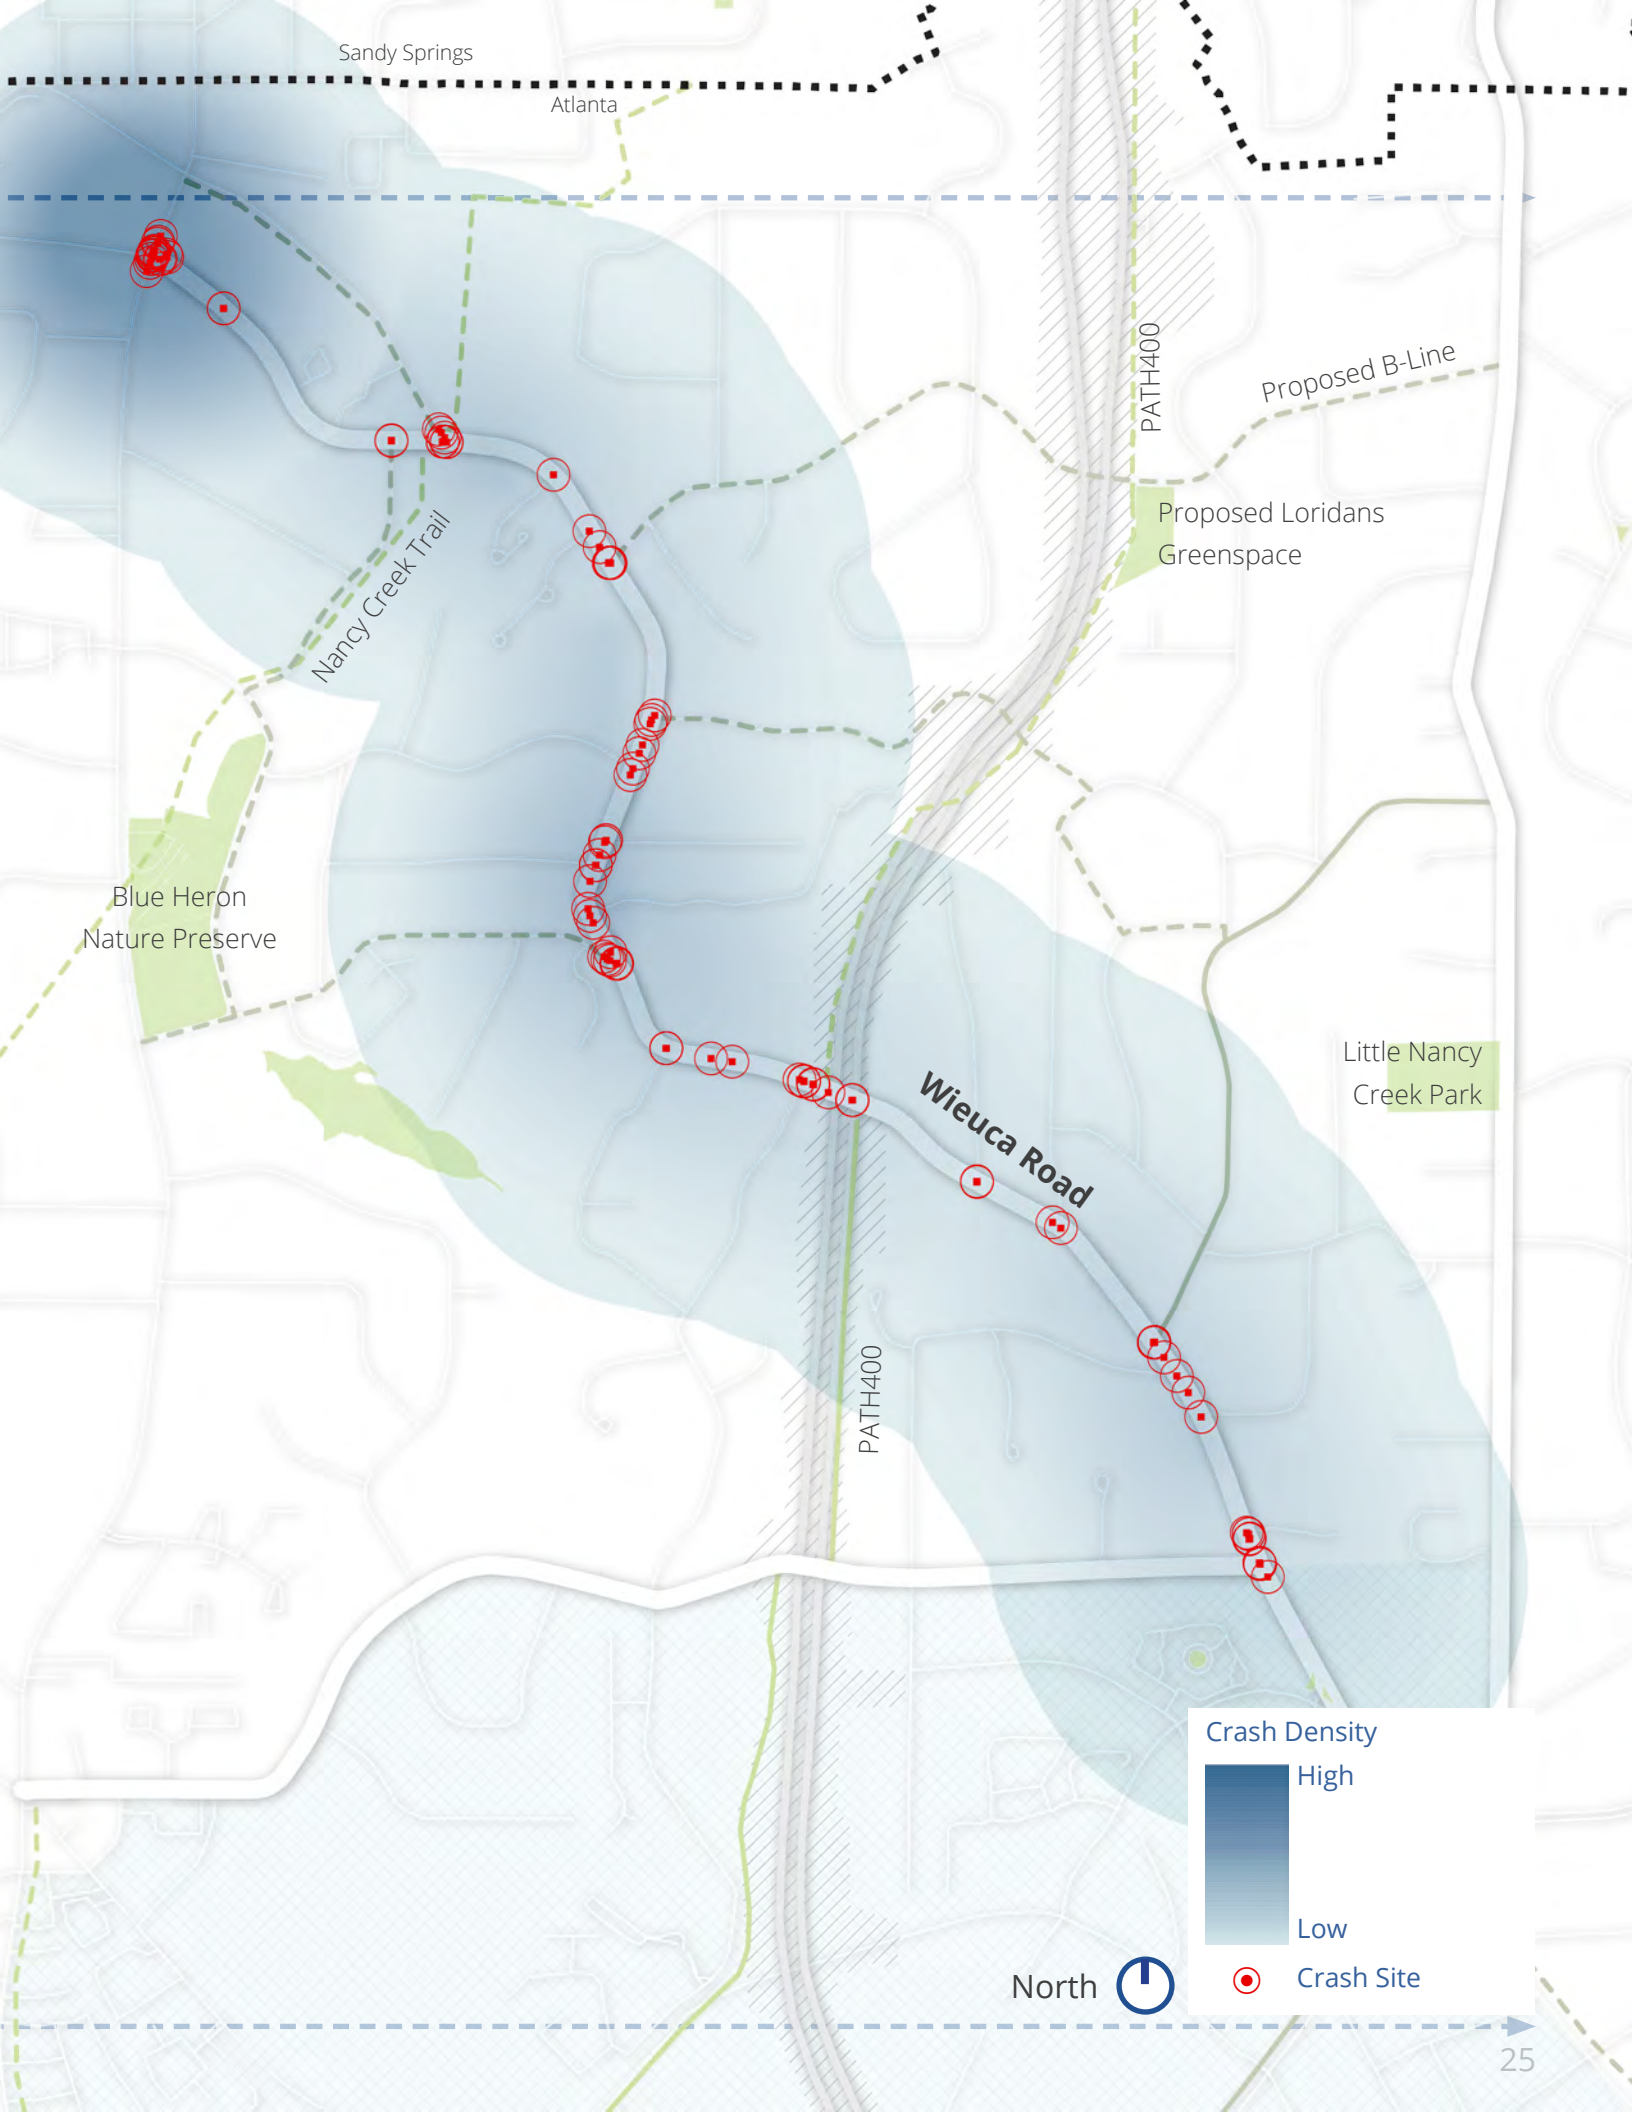 Sandy Springs
Atlanta
PATH400
Proposed B-Line
Proposed Loridans
Greenspace
Nancy Creek Trail
Blue Heron
Nature Preserve
Little Nancy
Creek Park
Wieuca Road
PATH400
Crash Density
High
Low
Crash Site
North
25